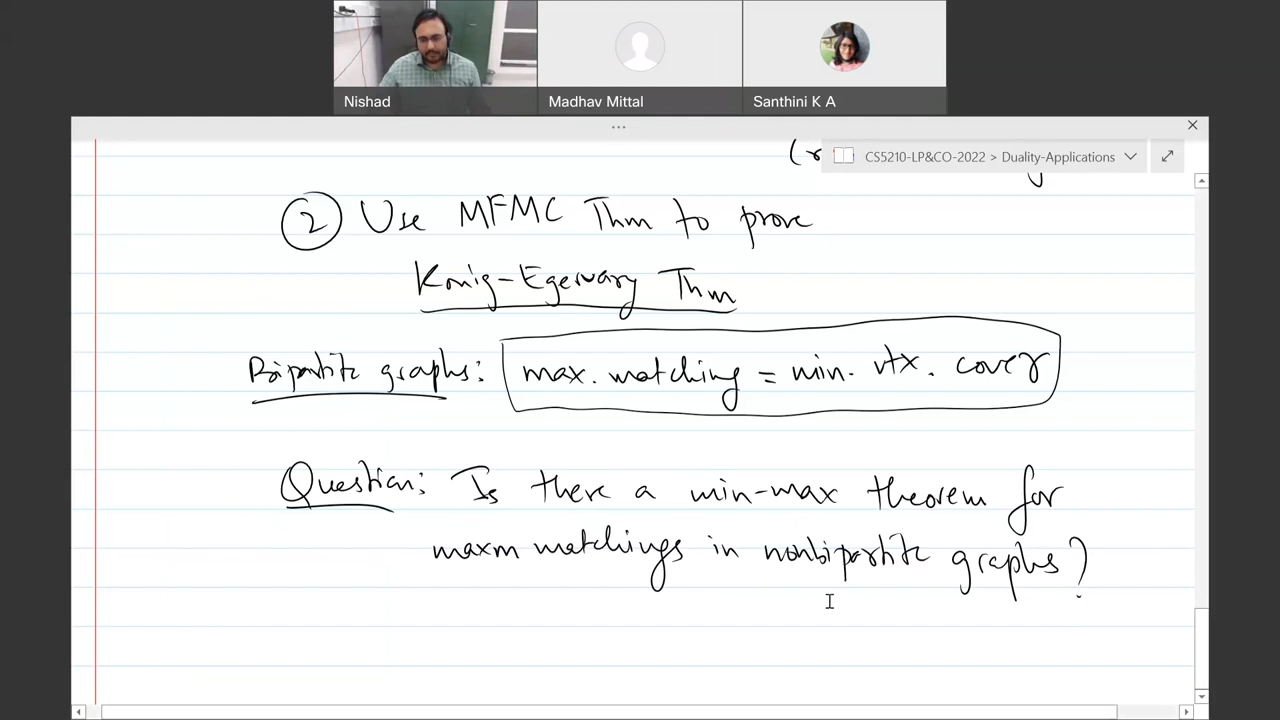 Nishad
Madhav Mittal
Santhini K A
CS5210-LP&CO-2022 > Duality-Applications
② Use MFMC Thm to prove
Konig-Egervary Thm
Bipartite graphs: max. matching = min. vtx. cover
Question: Is there a min-max theorem for
maxm matchings in nonbipartite graphs?